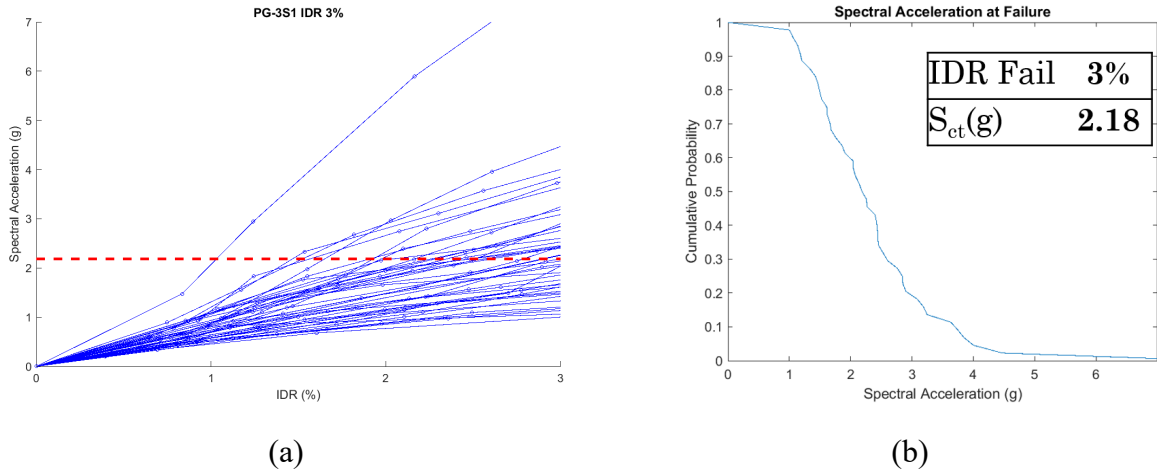 PG-3S1 IDR 3%
7
6
5
4
3
2
1
0
Spectral Acceleration (g)
0 1 2 3
IDR (%)
(a)
Spectral Acceleration at Failure
1
0.9
0.8
0.7
0.6
0.5
0.4
0.3
0.2
0.1
0
Cumulative Probability
IDR Fail 3%
Sct(g) 2.18
0 1 2 3 4 5 6
Spectral Acceleration (g)
(b)